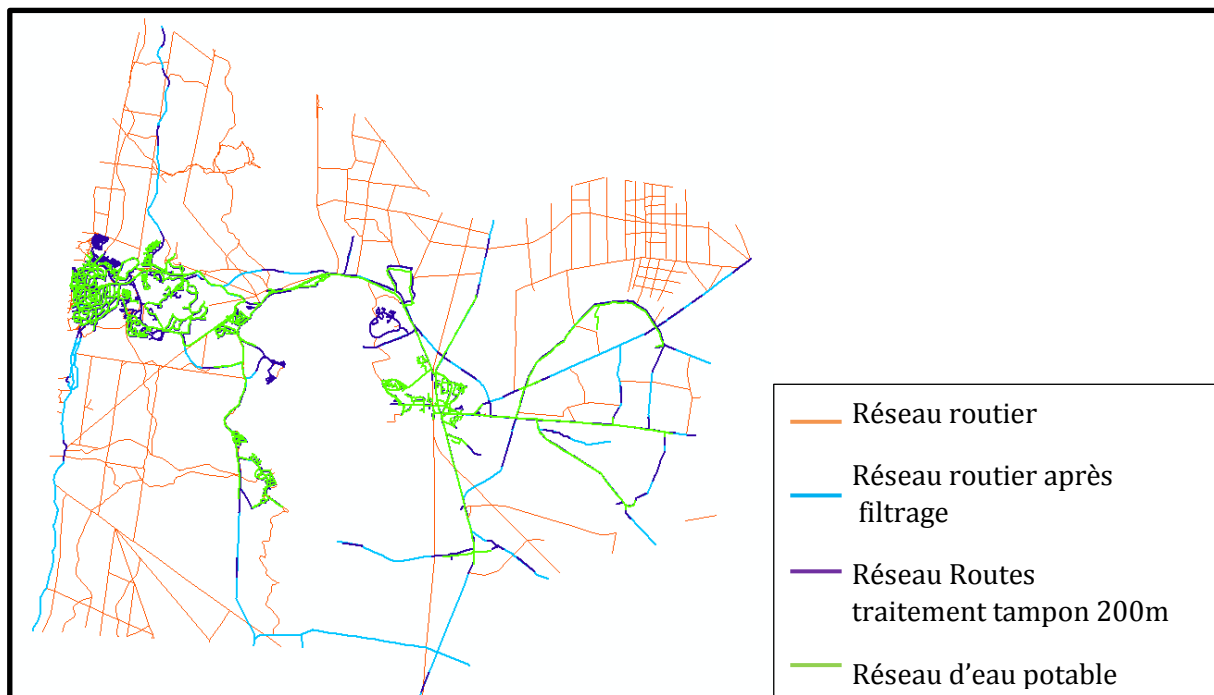 Réseau routier
Réseau routier après
filtrage
Réseau Routes
traitement tampon 200m
Réseau d'eau potable